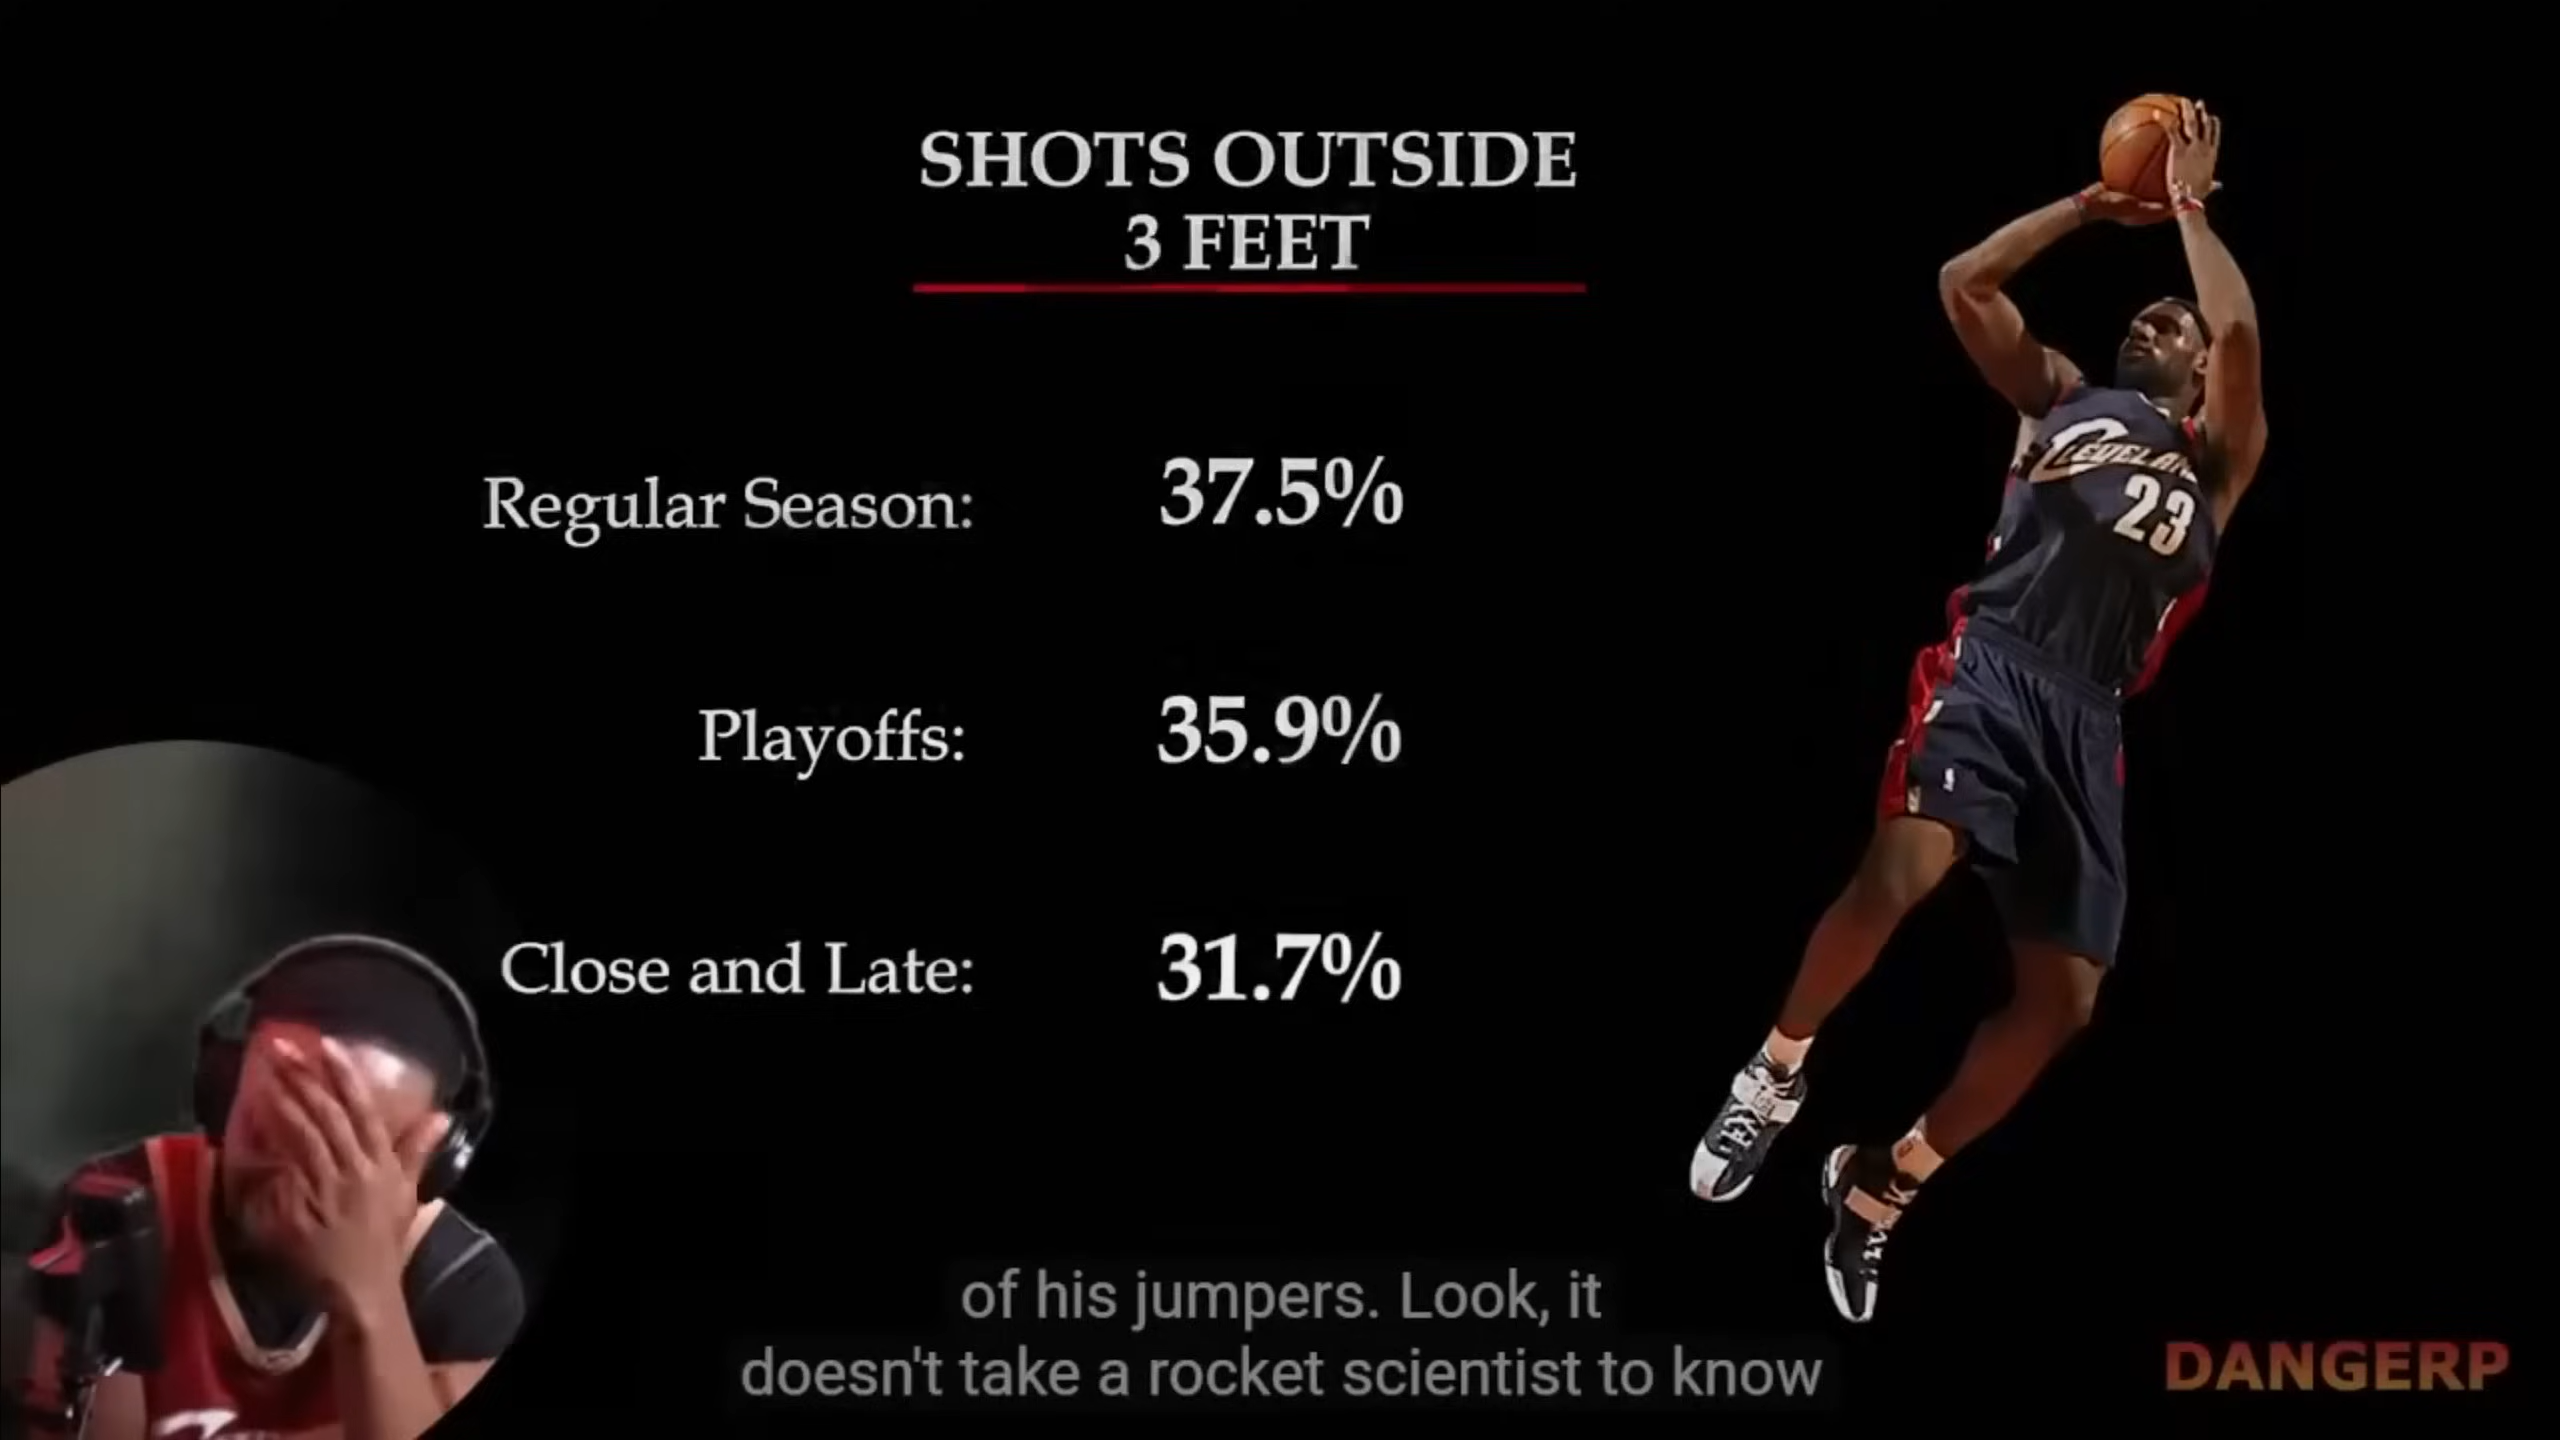 SHOTS OUTSIDE
3 FEET
Regular Season: 37.5%
Playoffs: 35.9%
Close and Late: 31.7%
23
of his jumpers. Look, it
doesn't take a rocket scientist to know
DANGERP